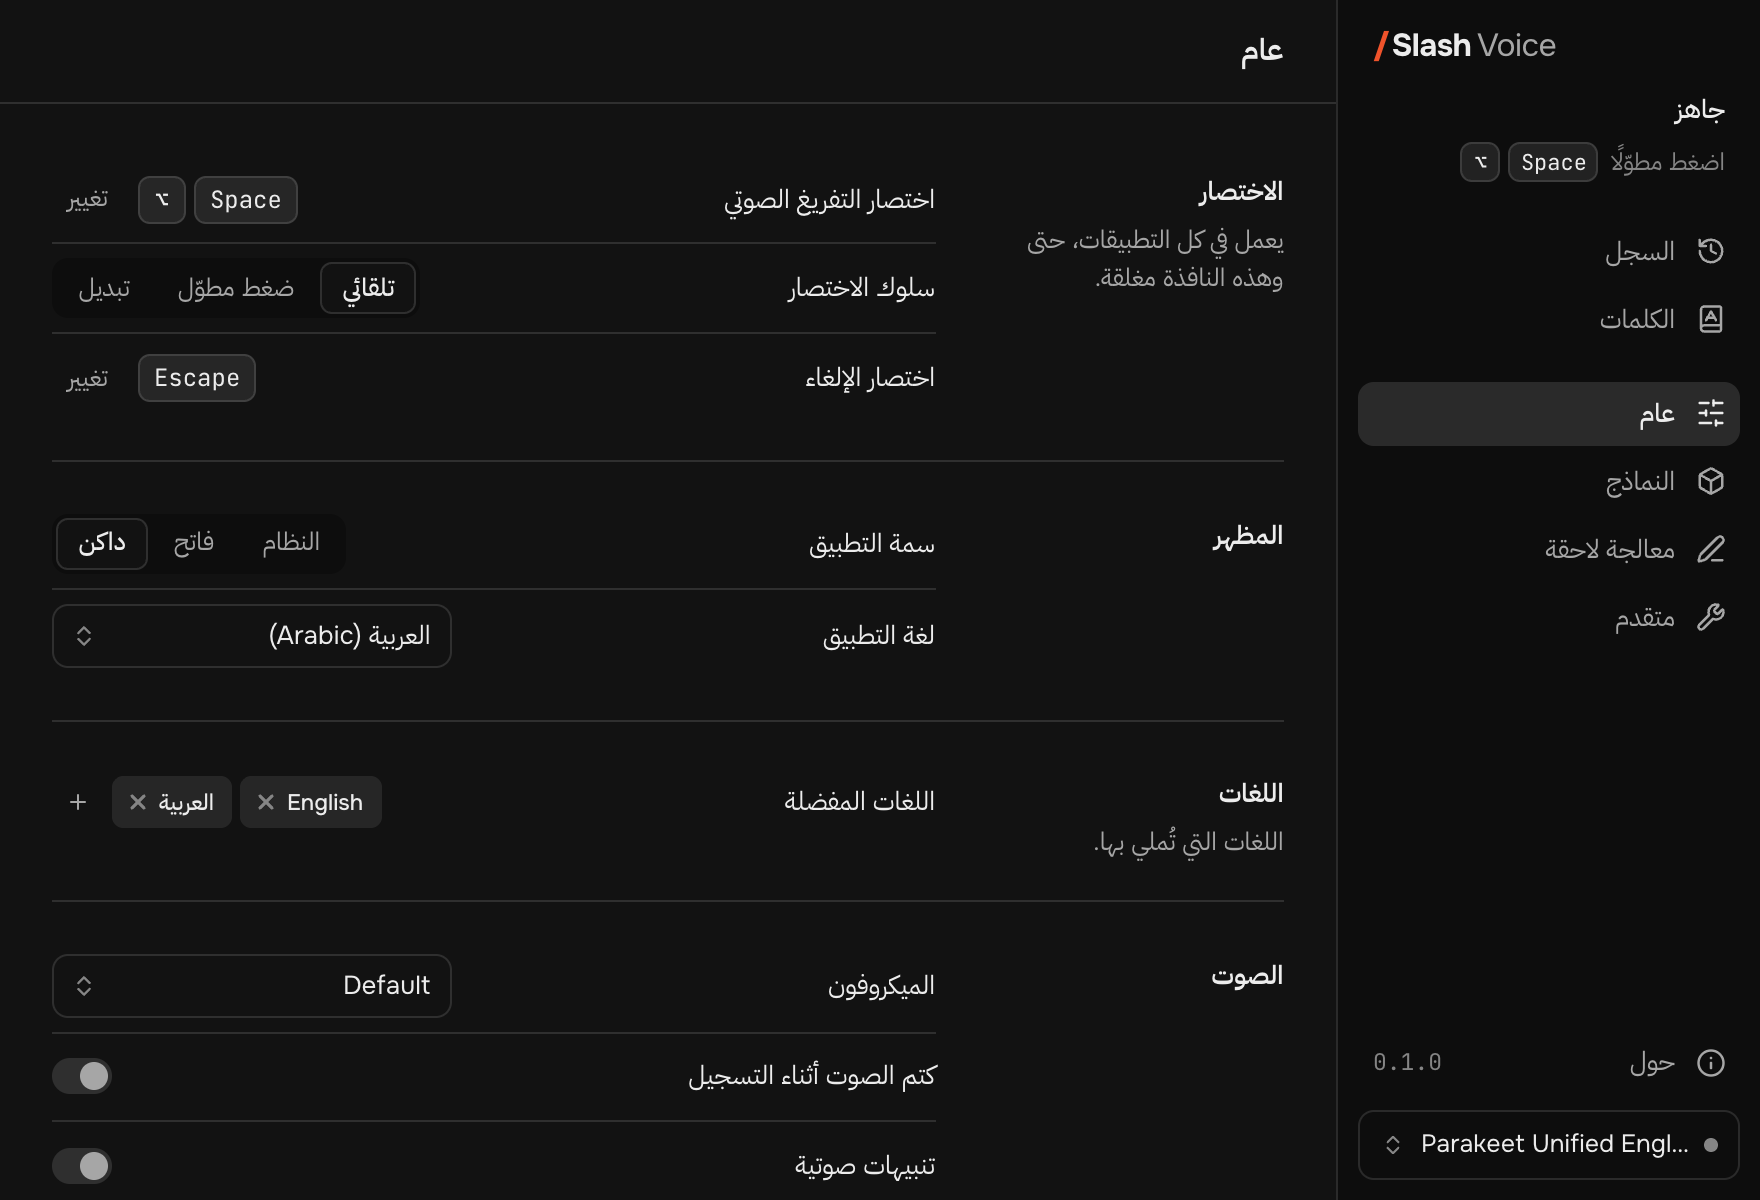 /Slash Voice
جاهز
اضغط مطوّلًا Space ⌥
السجل
الكلمات
عام
النماذج
معالجة لاحقة
متقدم
حول 0.1.0
Parakeet Unified Engl...
عام
الاختصار
يعمل في كل التطبيقات، حتى
وهذه النافذة مغلقة.
اختصار التفريغ الصوتي Space ⌥ تغيير
سلوك الاختصار تلقائي ضغط مطوّل تبديل
اختصار الإلغاء Escape تغيير
المظهر
سمة التطبيق النظام فاتح داكن
لغة التطبيق العربية (Arabic)
اللغات
اللغات التي تُملي بها.
اللغات المفضلة English العربية
الصوت
الميكروفون Default
كتم الصوت أثناء التسجيل
تنبيهات صوتية